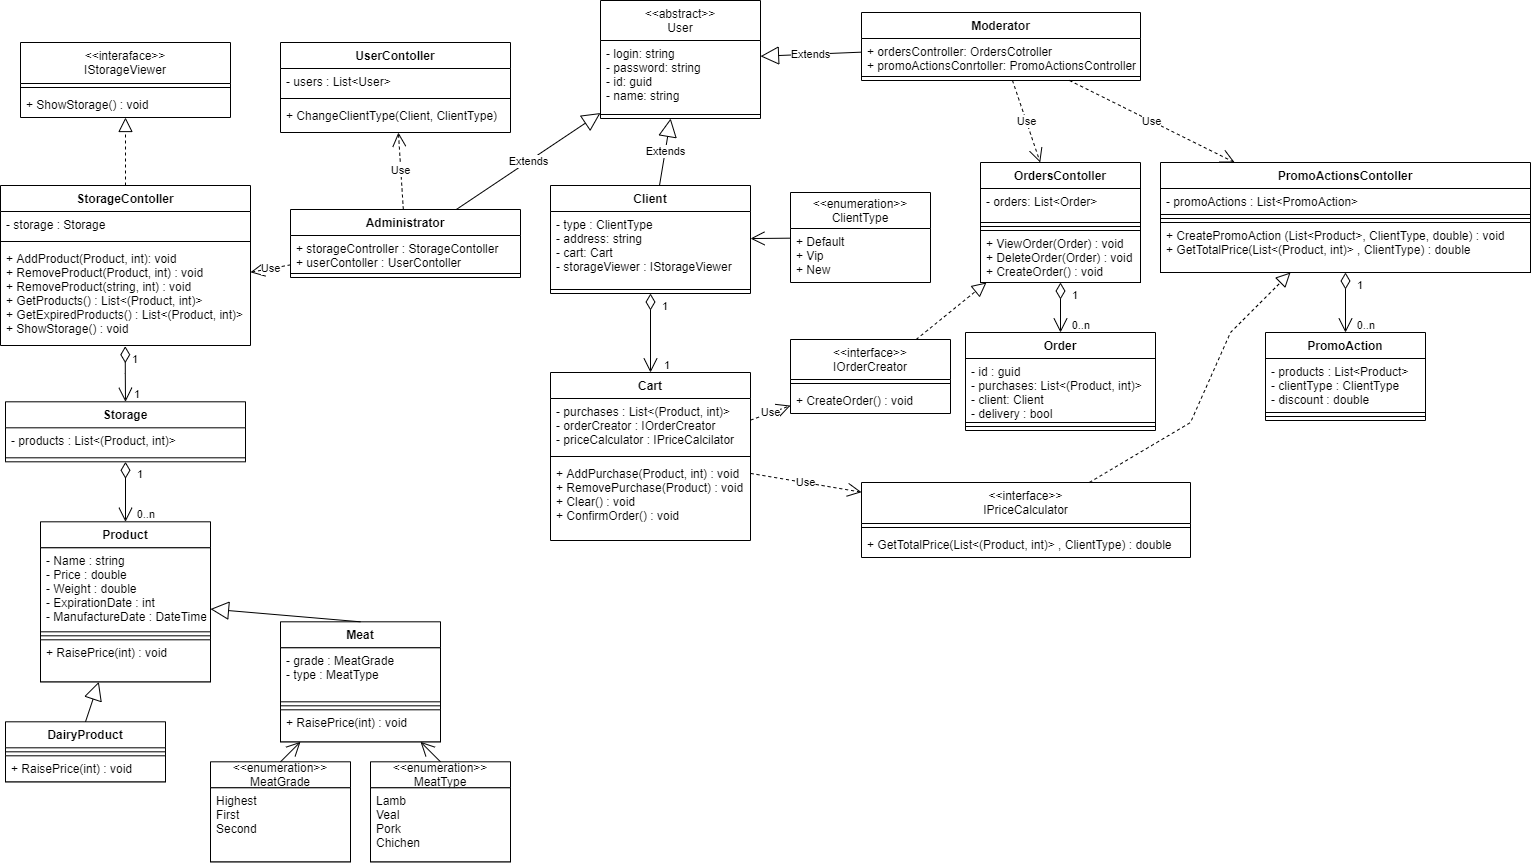 <<interaface>>
IStorageViewer
+ ShowStorage() : void
UserContoller
- users : List<User>
+ ChangeClientType(Client, ClientType)
<<abstract>>
User
- login: string
- password: string
- id: guid
- name: string
Extends
Moderator
+ ordersController: OrdersCotroller
+ promoActionsConrtoller: PromoActionsController
Use
Use
Use
Extends
Extends
StorageContoller
- storage : Storage
+ AddProduct(Product, int): void
+ RemoveProduct(Product, int) : void
+ RemoveProduct(string, int) : void
+ GetProducts() : List<(Product, int)>
+ GetExpiredProducts() : List<(Product, int)>
+ ShowStorage() : void
Use
Administrator
+ storageController : StorageContoller
+ userContoller : UserController
Client
- type : ClientType
- address: string
- cart: Cart
- storageViewer : IStorageViewer
<<enumeration>>
ClientType
+ Default
+ Vip
+ New
OrdersContoller
- orders: List<Order>
+ ViewOrder(Order) : void
+ DeleteOrder(Order) : void
+ CreateOrder() : void
PromoActionsContoller
- promoActions : List<PromoAction>
+ CreatePromoAction (List<Product>, ClientType, double) : void
+ GetTotalPrice(List<(Product, int)> , ClientType) : double
1
1
1
0..n
1
0..n
1
1
Storage
- products : List<(Product, int)>
1
0..n
Cart
- purchases : List<(Product, int)>
- orderCreator : IOrderCreator
- priceCalculator : IPriceCalcilator
+ AddPurchase(Product, int) : void
+ RemovePurchase(Product) : void
+ Clear() : void
+ ConfirmOrder() : void
Use
Use
<<interface>>
IOrderCreator
+ CreateOrder() : void
Order
- id : guid
- purchases: List<(Product, int)>
- client: Client
- delivery : bool
PromoAction
- products : List<Product>
- clientType : ClientType
- discount : double
<<interface>>
IPriceCalculator
+ GetTotalPrice(List<(Product, int)> , ClientType) : double
Product
- Name : string
- Price : double
- Weight : double
- ExpirationDate : int
- ManufactureDate : DateTime
+ RaisePrice(int) : void
Meat
- grade : MeatGrade
- type : MeatType
+ RaisePrice(int) : void
DairyProduct
+ RaisePrice(int) : void
<<enumeration>>
MeatGrade
Highest
First
Second
<<enumeration>>
MeatType
Lamb
Veal
Pork
Chichen